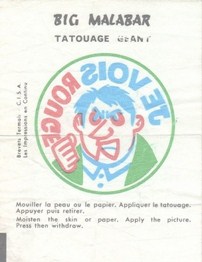 BIG MALABAR
TATOUAGE GEANT
JE VOIS
ROUGE
Brevets Termoli - C.I.S.A.
Les Impressions en Continu
Mouiller la peau ou le papier. Appliquer le tatouage.
Appuyer puis retirer.
Moisten the skin or paper. Apply the picture.
Press then withdraw.